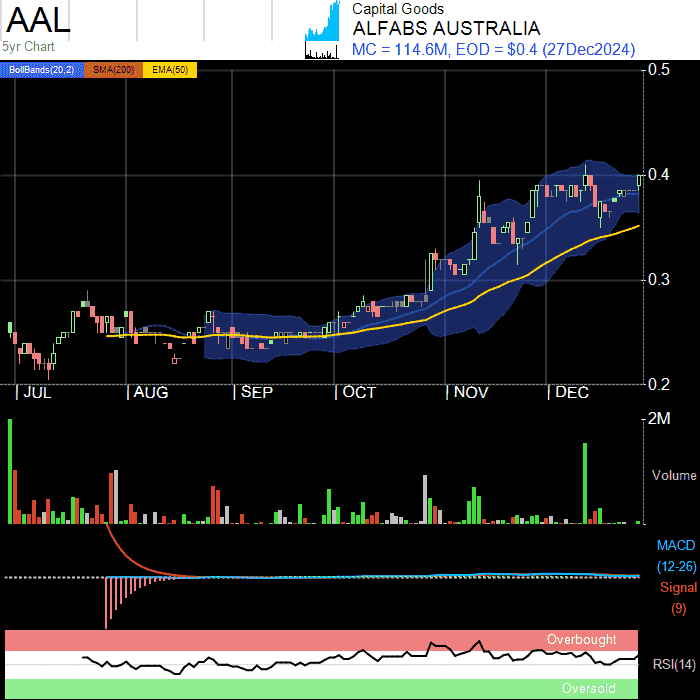 AAL
5yr Chart
Capital Goods
ALFABS AUSTRALIA
MC = 114.6M, EOD = $0.4 (27Dec2024)
BollBands(20,2) SMA(200) EMA(50)
0.5
0.4
0.3
0.2
JUL AUG SEP OCT NOV DEC
2M
Volume
MACD
(12-26)
Signal
(9)
Overbought
RSI(14)
Oversold